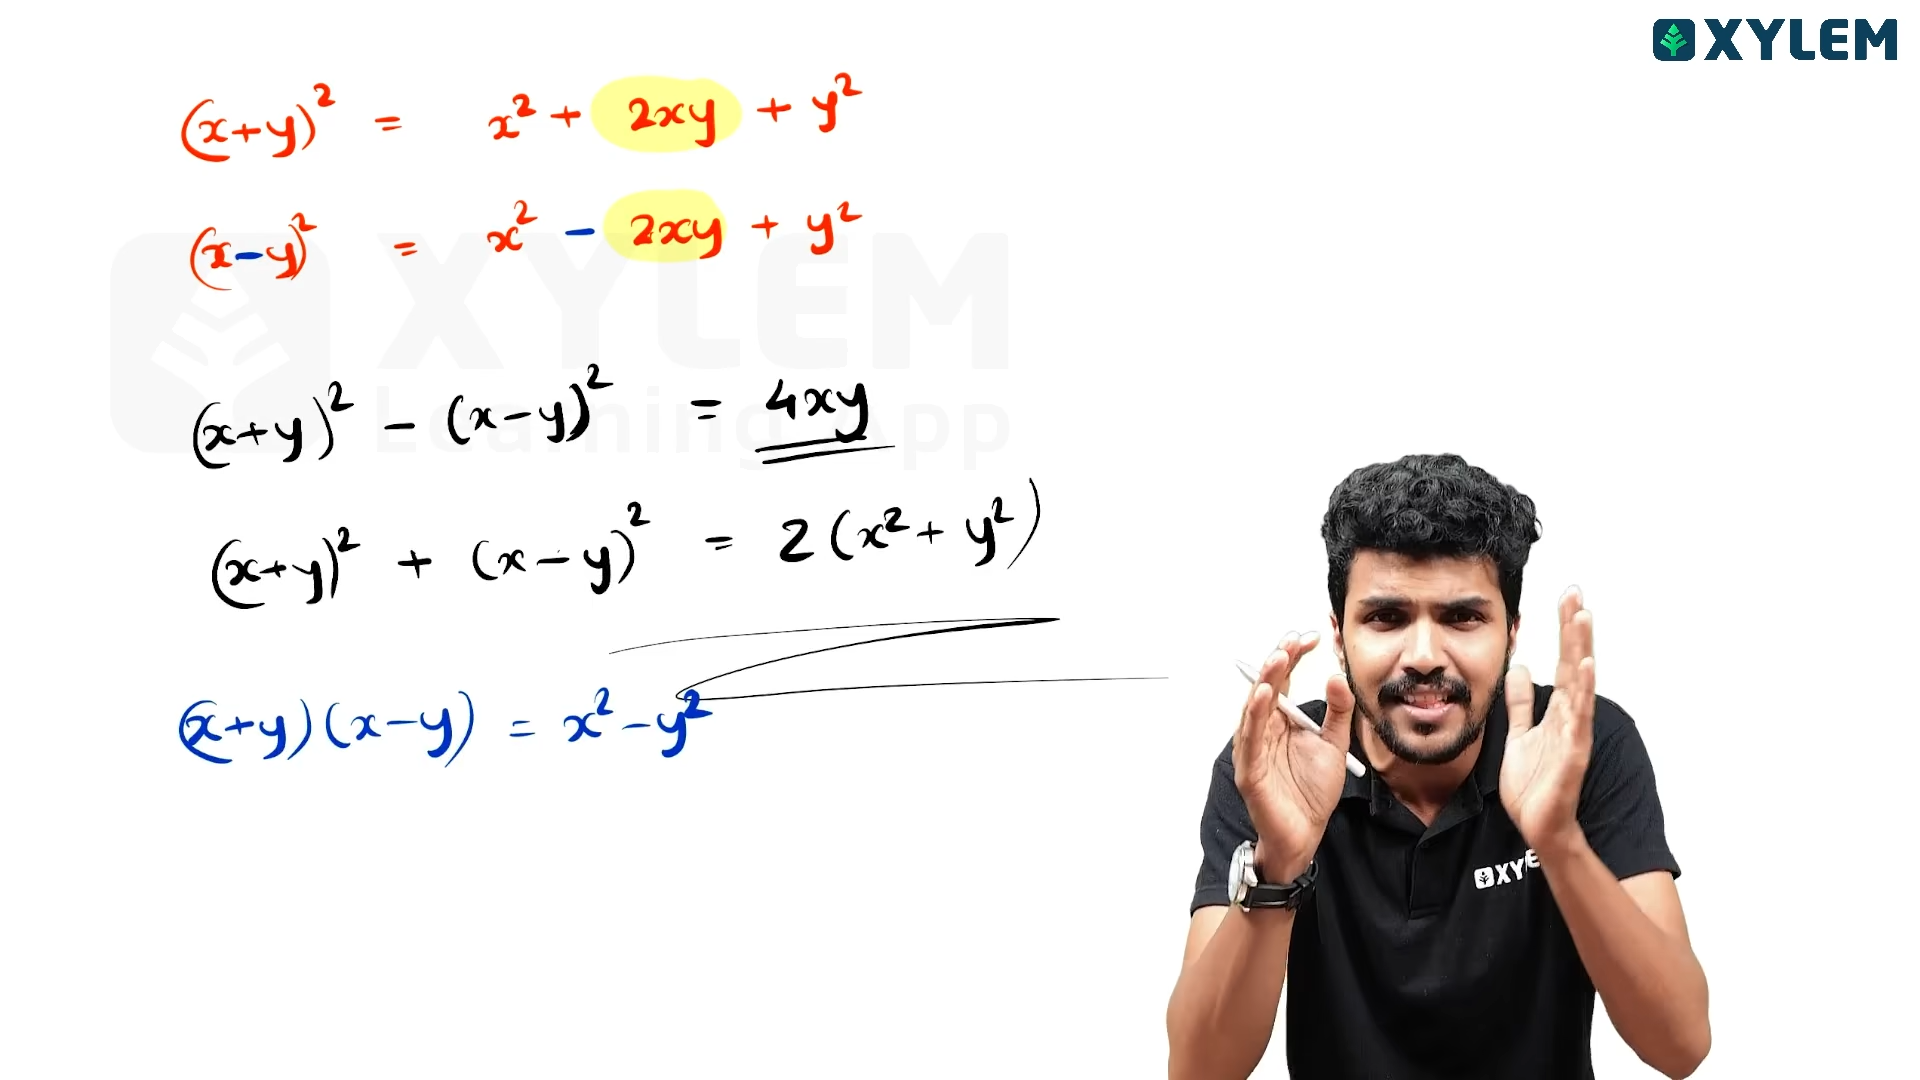 XYLEM
(x+y)² = x² + 2xy + y²
(x-y)² = x² - 2xy + y²
XYLEM
Learning App
(x+y)² - (x-y)² = 4xy
(x+y)² + (x-y)² = 2(x² + y²)
(x+y)(x-y) = x² - y²
XYE